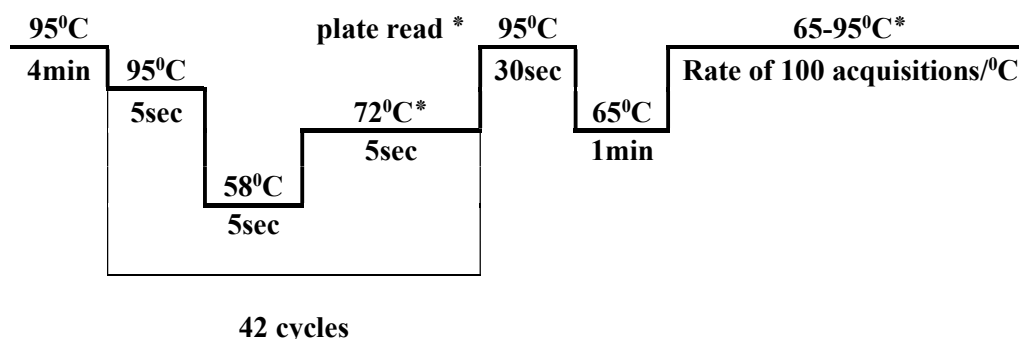 95⁰C plate read * 95⁰C 65-95⁰C*
4min 95⁰C 30sec Rate of 100 acquisitions/⁰C
5sec 72⁰C* 65⁰C
5sec 1min
58⁰C
5sec
42 cycles